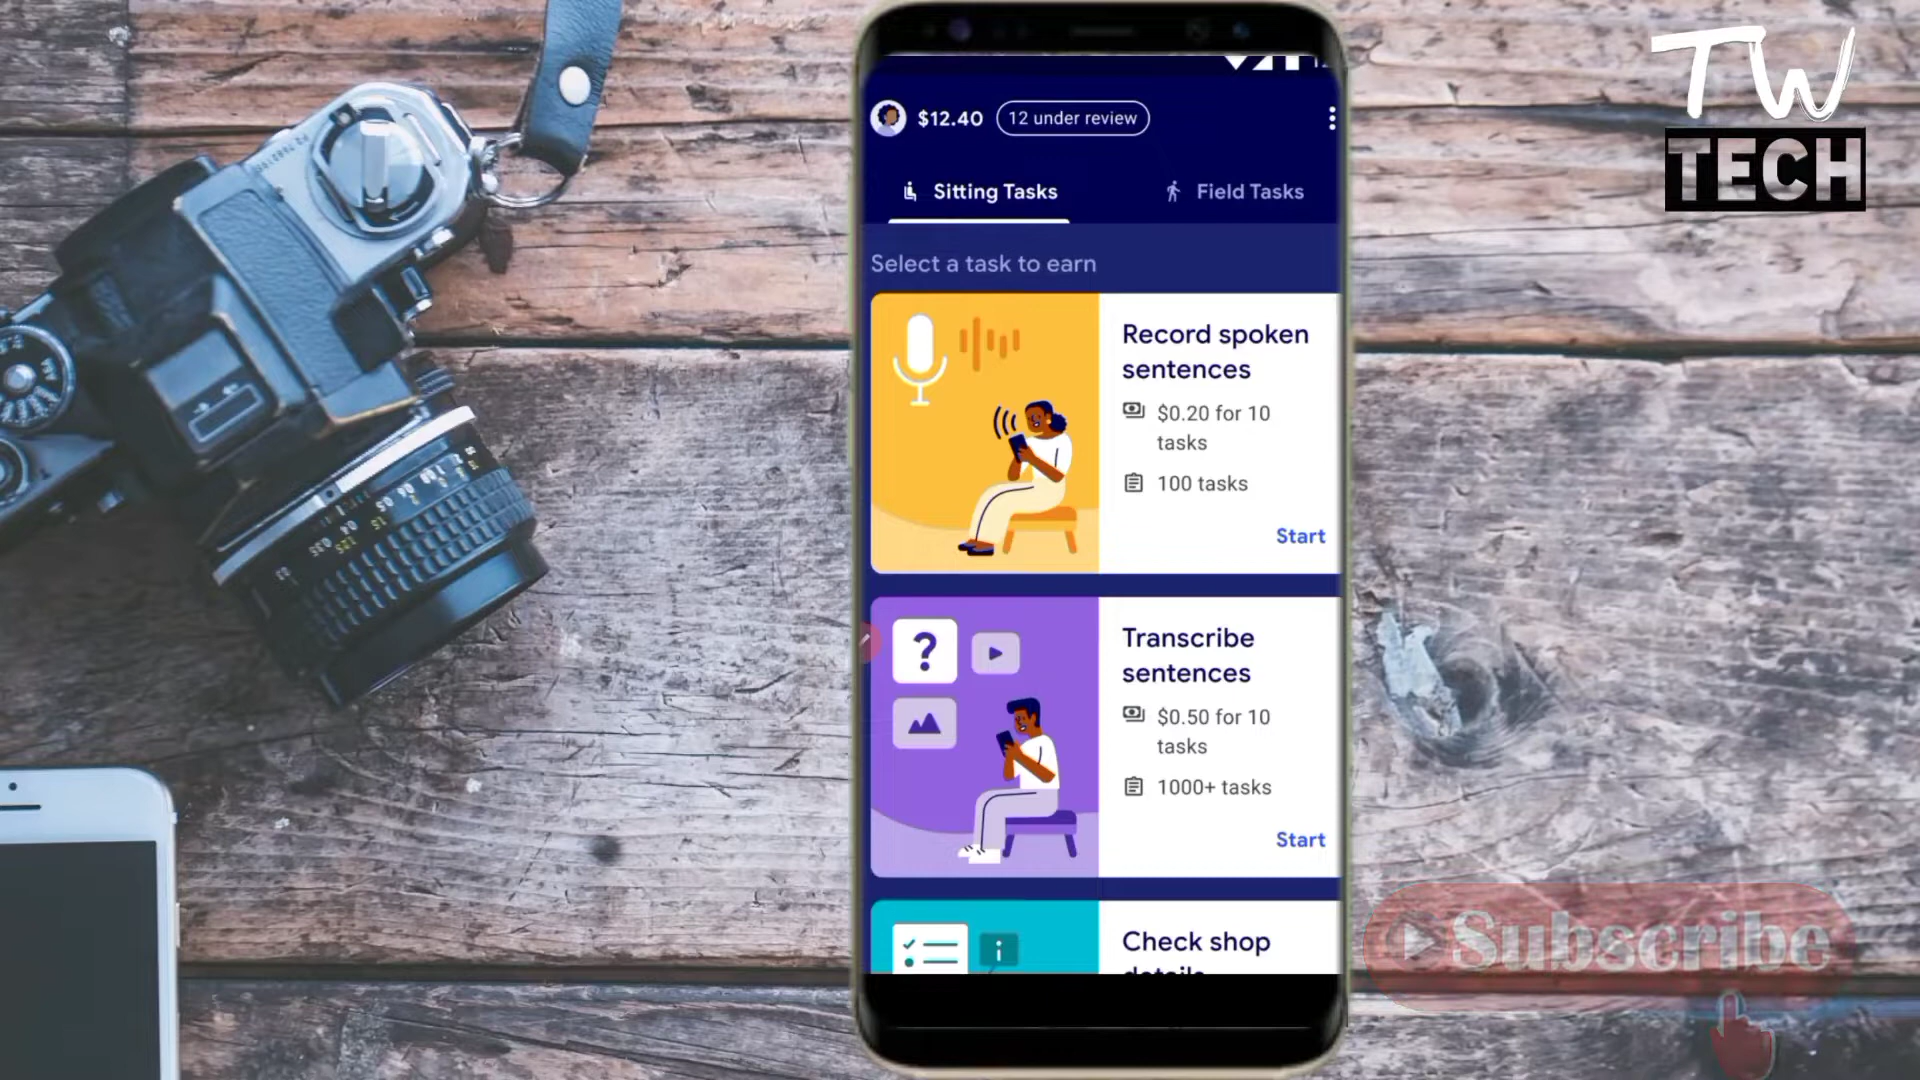 TW
TECH
$12.40
12 under review
Sitting Tasks
Field Tasks
Select a task to earn
Record spoken
sentences
$0.20 for 10
tasks
100 tasks
Start
?
Transcribe
sentences
$0.50 for 10
tasks
1000+ tasks
Start
i
Check shop
details
Subscribe